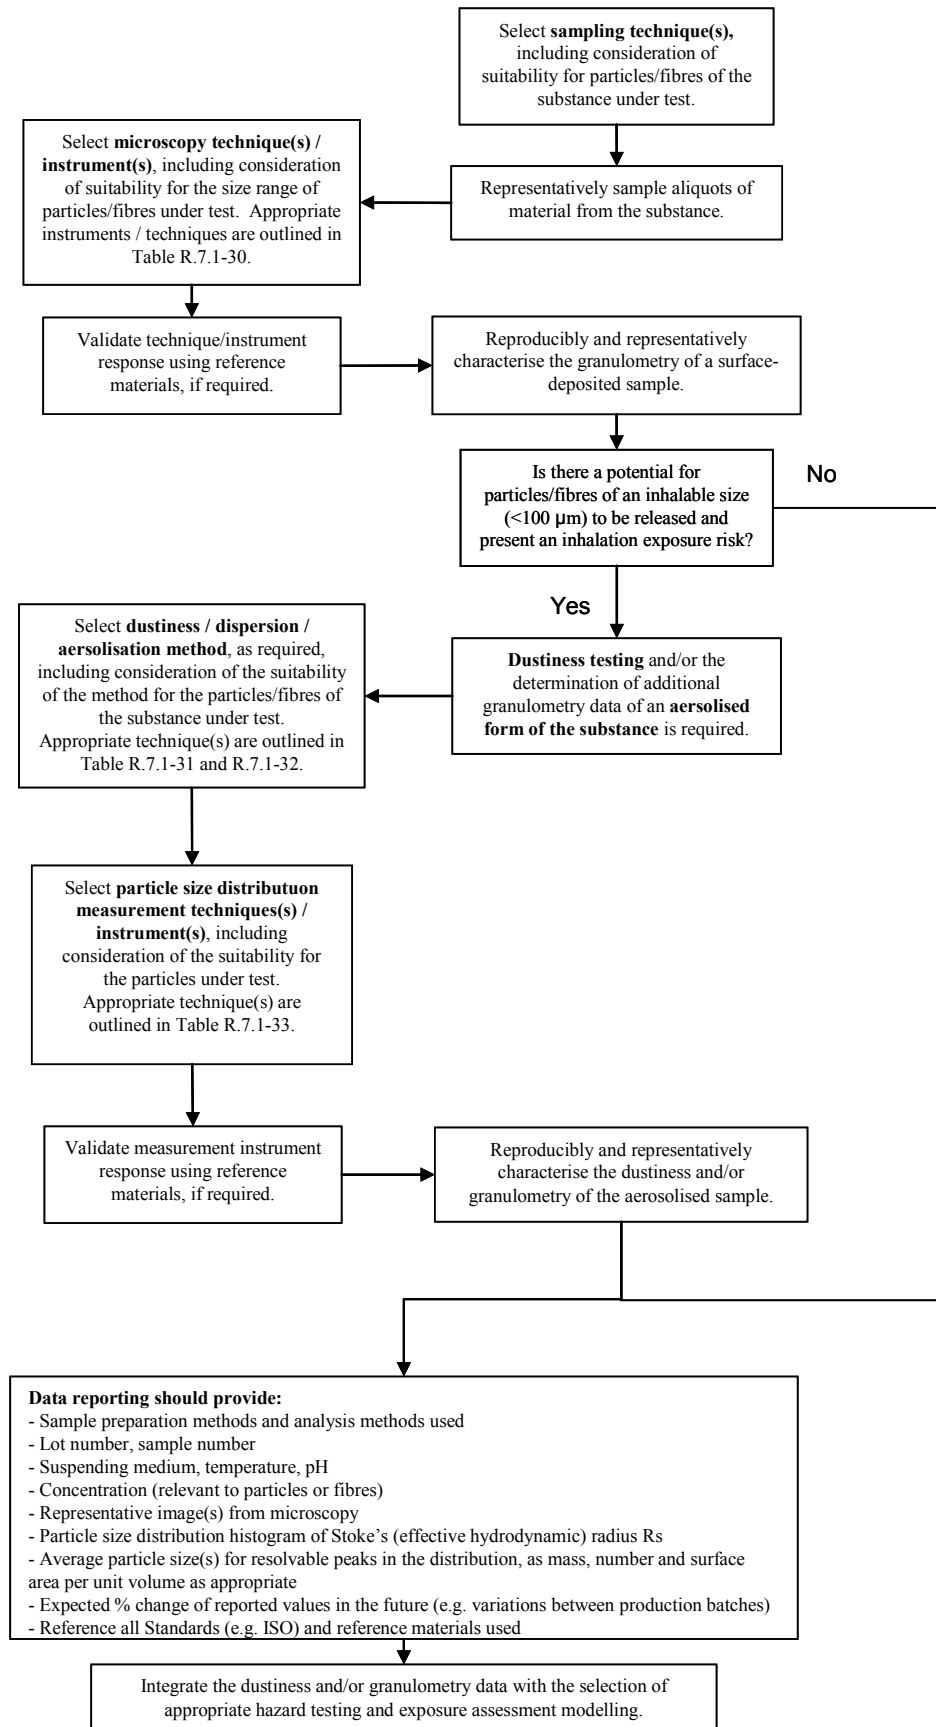 Select sampling technique(s),
including consideration of
suitability for particles/fibres of the
substance under test.
Representatively sample aliquots of
material from the substance.
Select microscopy technique(s) /
instrument(s), including consideration
of suitability for the size range of
particles/fibres under test.  Appropriate
instruments / techniques are outlined in
Table R.7.1-30.
Validate technique/instrument
response using reference
materials, if required.
Reproducibly and representatively
characterise the granulometry of a surface-
deposited sample.
Is there a potential for
particles/fibres of an inhalable size
(<100 µm) to be released and
present an inhalation exposure risk?
No
Yes
Dustiness testing and/or the
determination of additional
granulometry data of an aersolised
form of the substance is required.
Select dustiness / dispersion /
aersolisation method, as required,
including consideration of the suitability
of the method for the particles/fibres of
the substance under test.
Appropriate technique(s) are outlined in
Table R.7.1-31 and R.7.1-32.
Select particle size distributuon
measurement techniques(s) /
instrument(s), including
consideration of the suitability for
the particles under test.
Appropriate technique(s) are
outlined in Table R.7.1-33.
Validate measurement instrument
response using reference
materials, if required.
Reproducibly and representatively
characterise the dustiness and/or
granulometry of the aerosolised sample.
Data reporting should provide:
- Sample preparation methods and analysis methods used
- Lot number, sample number
- Suspending medium, temperature, pH
- Concentration (relevant to particles or fibres)
- Representative image(s) from microscopy
- Particle size distribution histogram of Stoke's (effective hydrodynamic) radius Rs
- Average particle size(s) for resolvable peaks in the distribution, as mass, number and surface
area per unit volume as appropriate
- Expected % change of reported values in the future (e.g. variations between production batches)
- Reference all Standards (e.g. ISO) and reference materials used
Integrate the dustiness and/or granulometry data with the selection of
appropriate hazard testing and exposure assessment modelling.